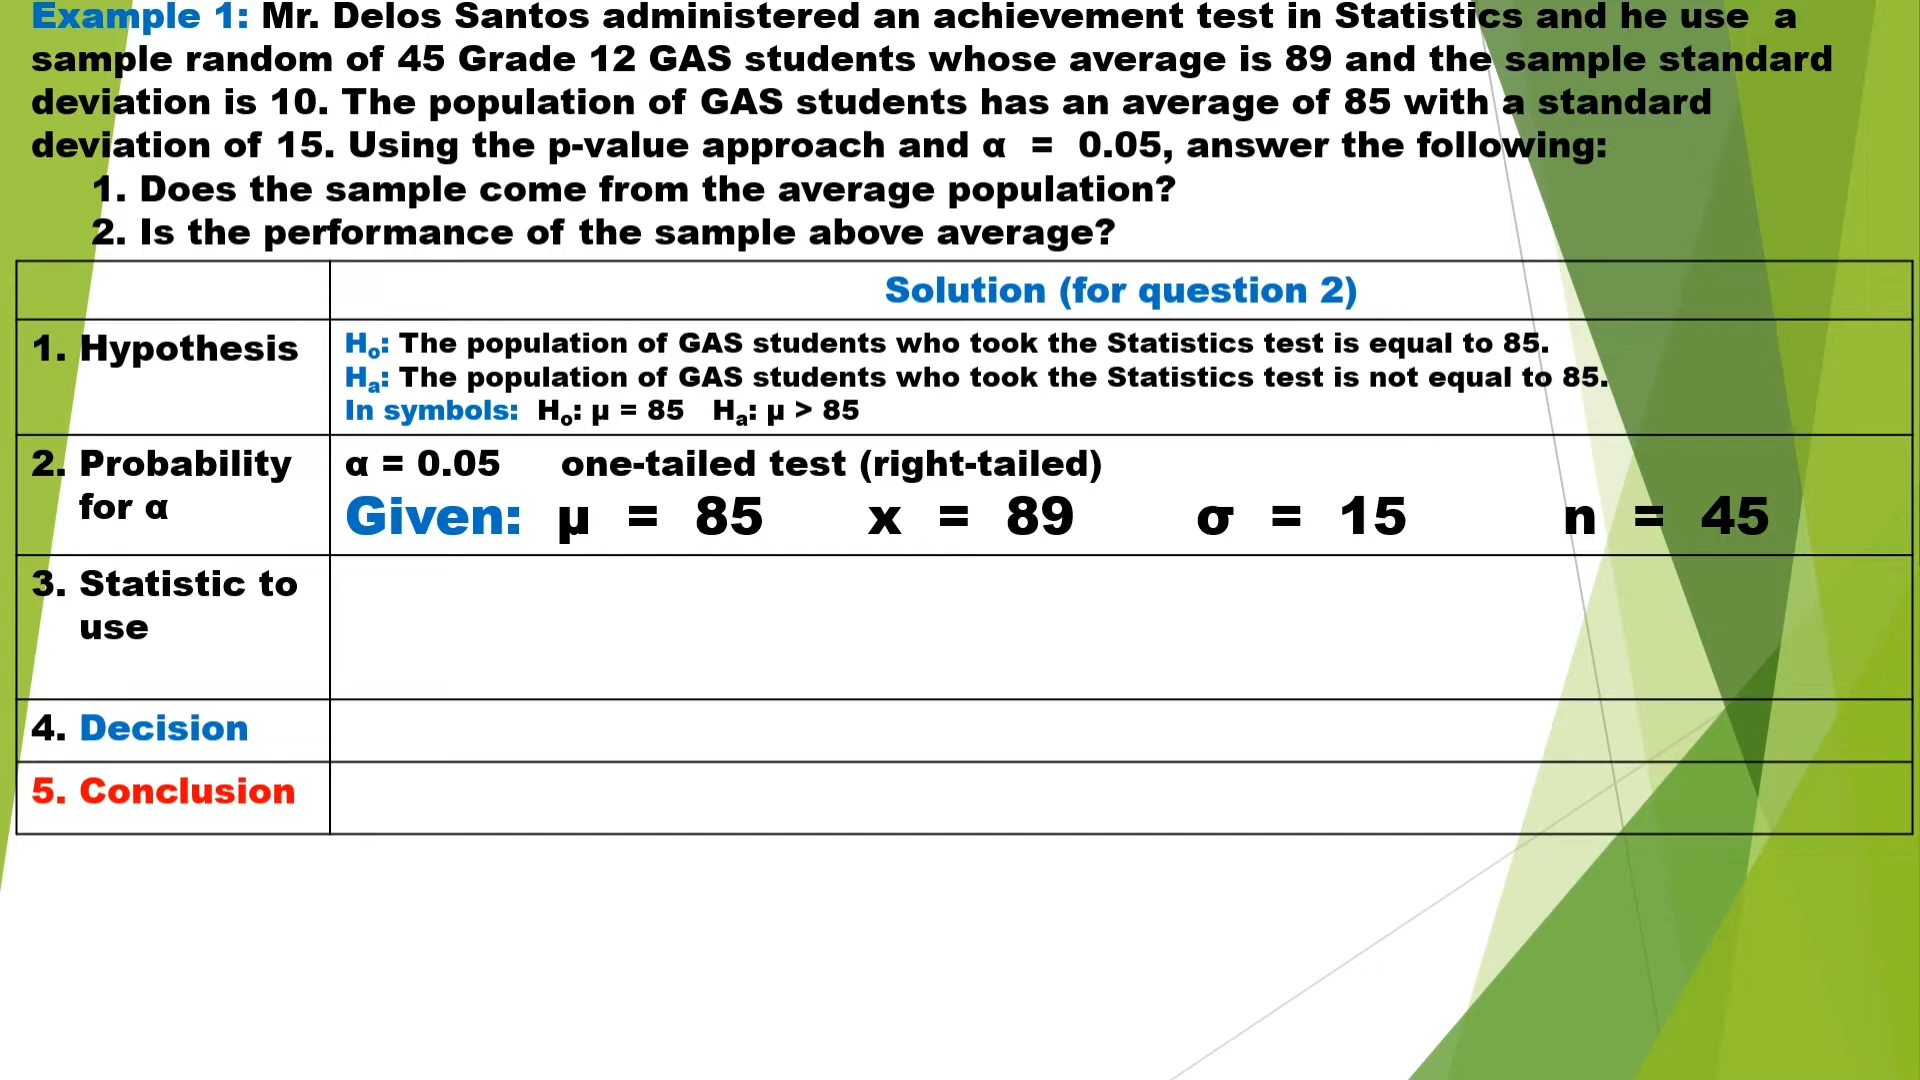 Example 1: Mr. Delos Santos administered an achievement test in Statistics and he use a
sample random of 45 Grade 12 GAS students whose average is 89 and the sample standard
deviation is 10. The population of GAS students has an average of 85 with a standard
deviation of 15. Using the p-value approach and α = 0.05, answer the following:
1. Does the sample come from the average population?
2. Is the performance of the sample above average?
Solution (for question 2)
1. Hypothesis
Ho: The population of GAS students who took the Statistics test is equal to 85.
Ha: The population of GAS students who took the Statistics test is not equal to 85.
In symbols: Ho: μ = 85 Ha: μ > 85
2. Probability
for α
α = 0.05 one-tailed test (right-tailed)
Given: μ = 85 x = 89 σ = 15 n = 45
3. Statistic to
use
4. Decision
5. Conclusion